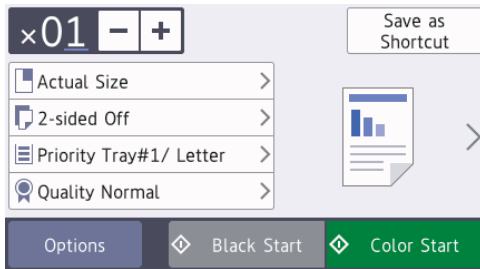 ×01 − +
Save as
Shortcut
Actual Size
2-sided Off
Priority Tray#1/ Letter
Quality Normal
Options
Black Start
Color Start